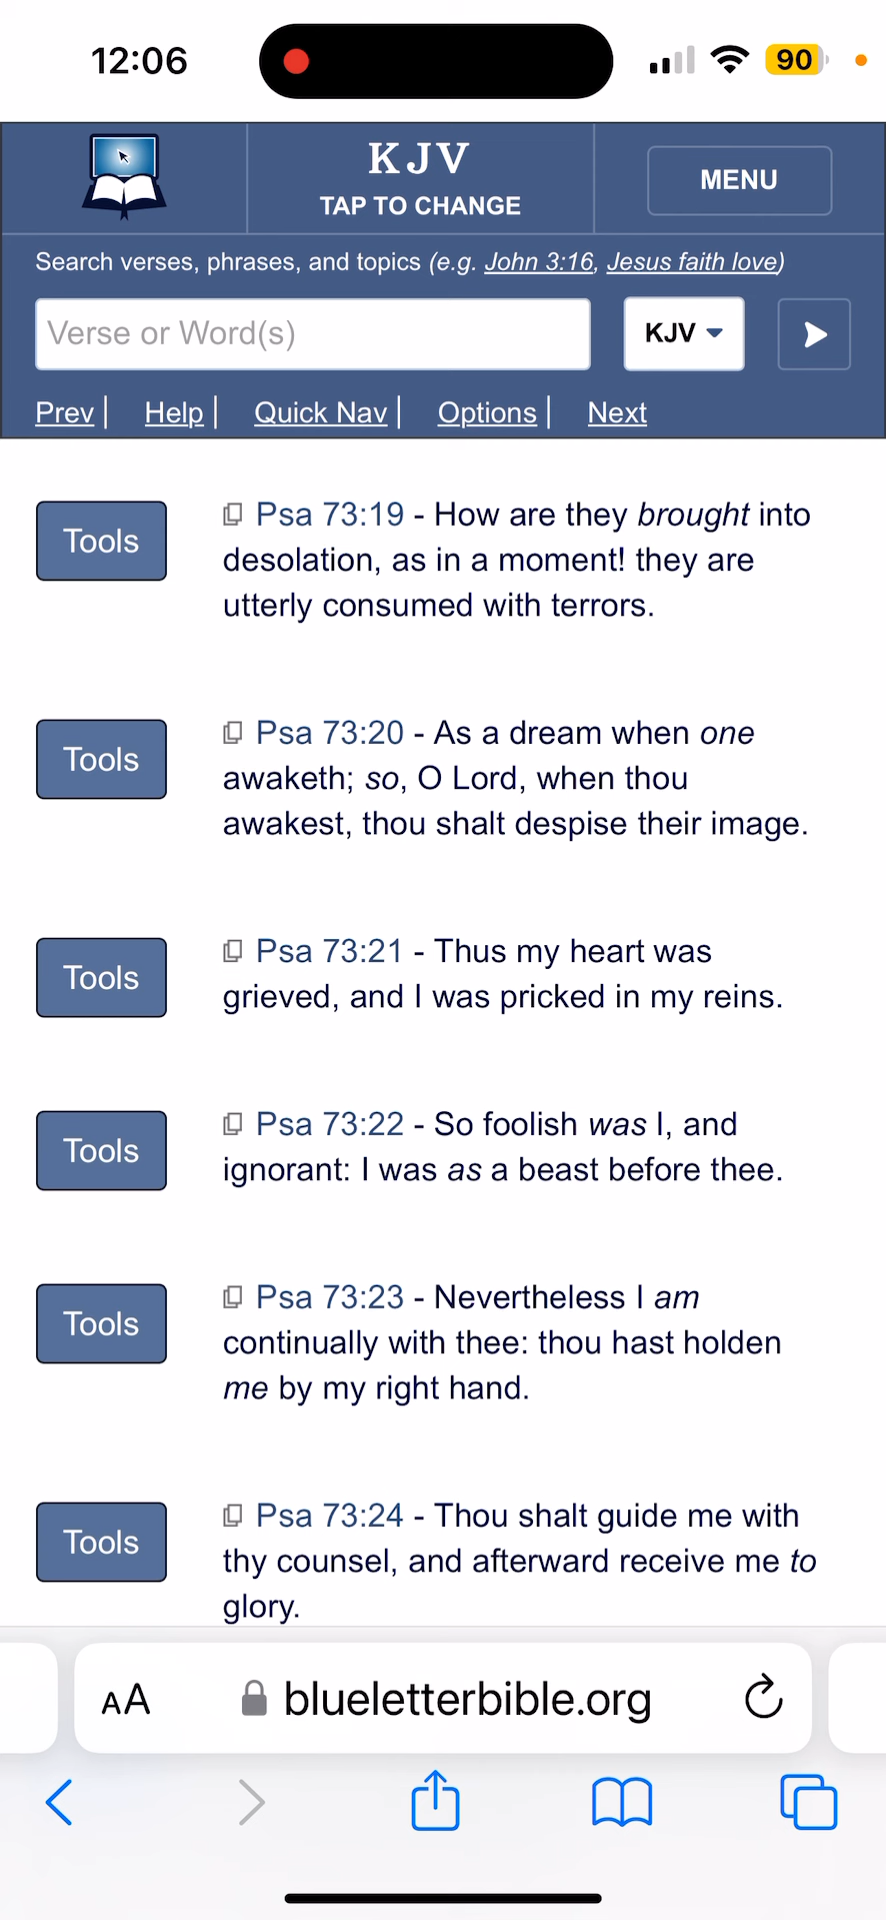 12:06
90
KJV
TAP TO CHANGE
MENU
Search verses, phrases, and topics (e.g. John 3:16, Jesus faith love)
Verse or Word(s)
KJV
Prev | Help | Quick Nav | Options | Next
Tools
Psa 73:19 - How are they brought into
desolation, as in a moment! they are
utterly consumed with terrors.
Tools
Psa 73:20 - As a dream when one
awaketh; so, O Lord, when thou
awakest, thou shalt despise their image.
Tools
Psa 73:21 - Thus my heart was
grieved, and I was pricked in my reins.
Tools
Psa 73:22 - So foolish was I, and
ignorant: I was as a beast before thee.
Tools
Psa 73:23 - Nevertheless I am
continually with thee: thou hast holden
me by my right hand.
Tools
Psa 73:24 - Thou shalt guide me with
thy counsel, and afterward receive me to
glory.
AA
blueletterbible.org